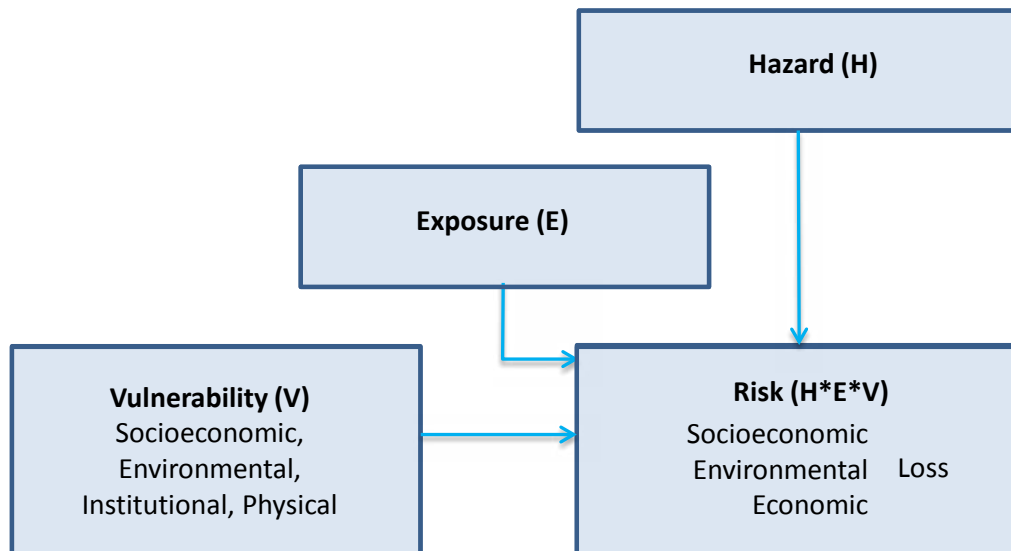 Hazard (H)
Exposure (E)
Vulnerability (V)
Socioeconomic,
Environmental,
Institutional, Physical
Risk (H*E*V)
Socioeconomic
Environmental Loss
Economic